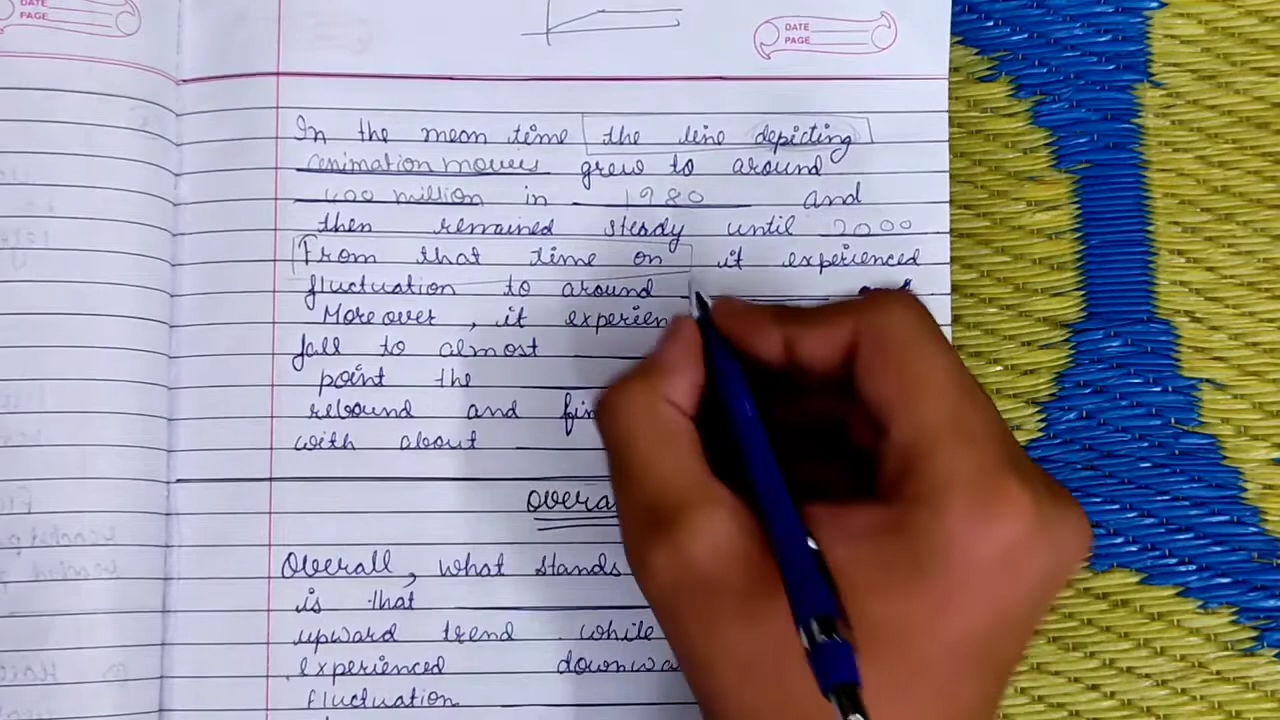 DATE
PAGE
DATE
PAGE
In the mean time the line depicting
animation movies grew to around
400 million in 1980 and
then remained steady until 2000
From that time on it experienced
fluctuation to around and
Moreover, it experien
fall to almost
point the
rebound and fin
with about
Overa
Overall, what stands
is that
upward trend while
experienced downwa
fluctuation